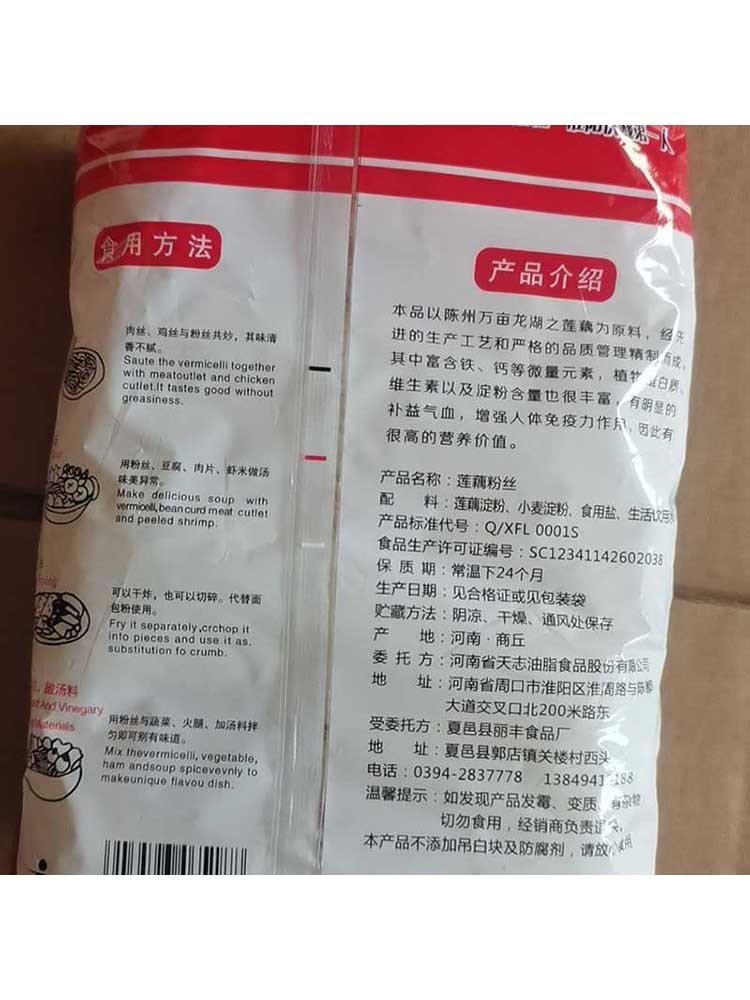 食用方法
肉丝、鸡丝与粉丝共炒，其味清
香不腻。
Saute the vermicelli together
with meatoutlet and chicken
cutlet.It tastes good without
greasiness.
用粉丝、豆腐、肉片、虾米做汤
味美异常。
Make delicious soup with
vermicelli,bean curd meat cutlet
and peeled shrimp.
可以干炸，也可以切碎。代替面
包粉使用。
Fry it separately,crchop it
into pieces and use it as.
substitution fo crumb.
酸汤料
And Vinegary
Materials
用粉丝与蔬菜、火腿、加汤料拌
匀即可别有味道。
Mix thevermicelli, vegetable,
ham andsoup spicevevnly to
makeunique flavou dish.
产品介绍
本品以陈州万亩龙湖之莲藕为原料，经先
进的生产工艺和严格的品质管理精制而成。
其中富含铁、钙等微量元素，植物蛋白质、
维生素以及淀粉含量也很丰富，有明显的
补益气血，增强人体免疫力作用，因此有
很高的营养价值。
产品名称：莲藕粉丝
配 料：莲藕淀粉、小麦淀粉、食用盐、生活饮用水
产品标准代号：Q/XFL 0001S
食品生产许可证编号：SC12341142602038
保 质 期：常温下24个月
生产日期：见合格证或见包装袋
贮藏方法：阴凉、干燥、通风处保存
产 地：河南·商丘
委 托 方：河南省天志油脂食品股份有限公司
地 址：河南省周口市淮阳区淮周路与陈郸
大道交叉口北200米路东
受委托方：夏邑县丽丰食品厂
地 址：夏邑县郭店镇关楼村西头
电话：0394-2837778 138494 188
温馨提示：如发现产品发霉、变质、有杂物
切勿食用，经销商负责退换。
本产品不添加吊白块及防腐剂，请放心食用